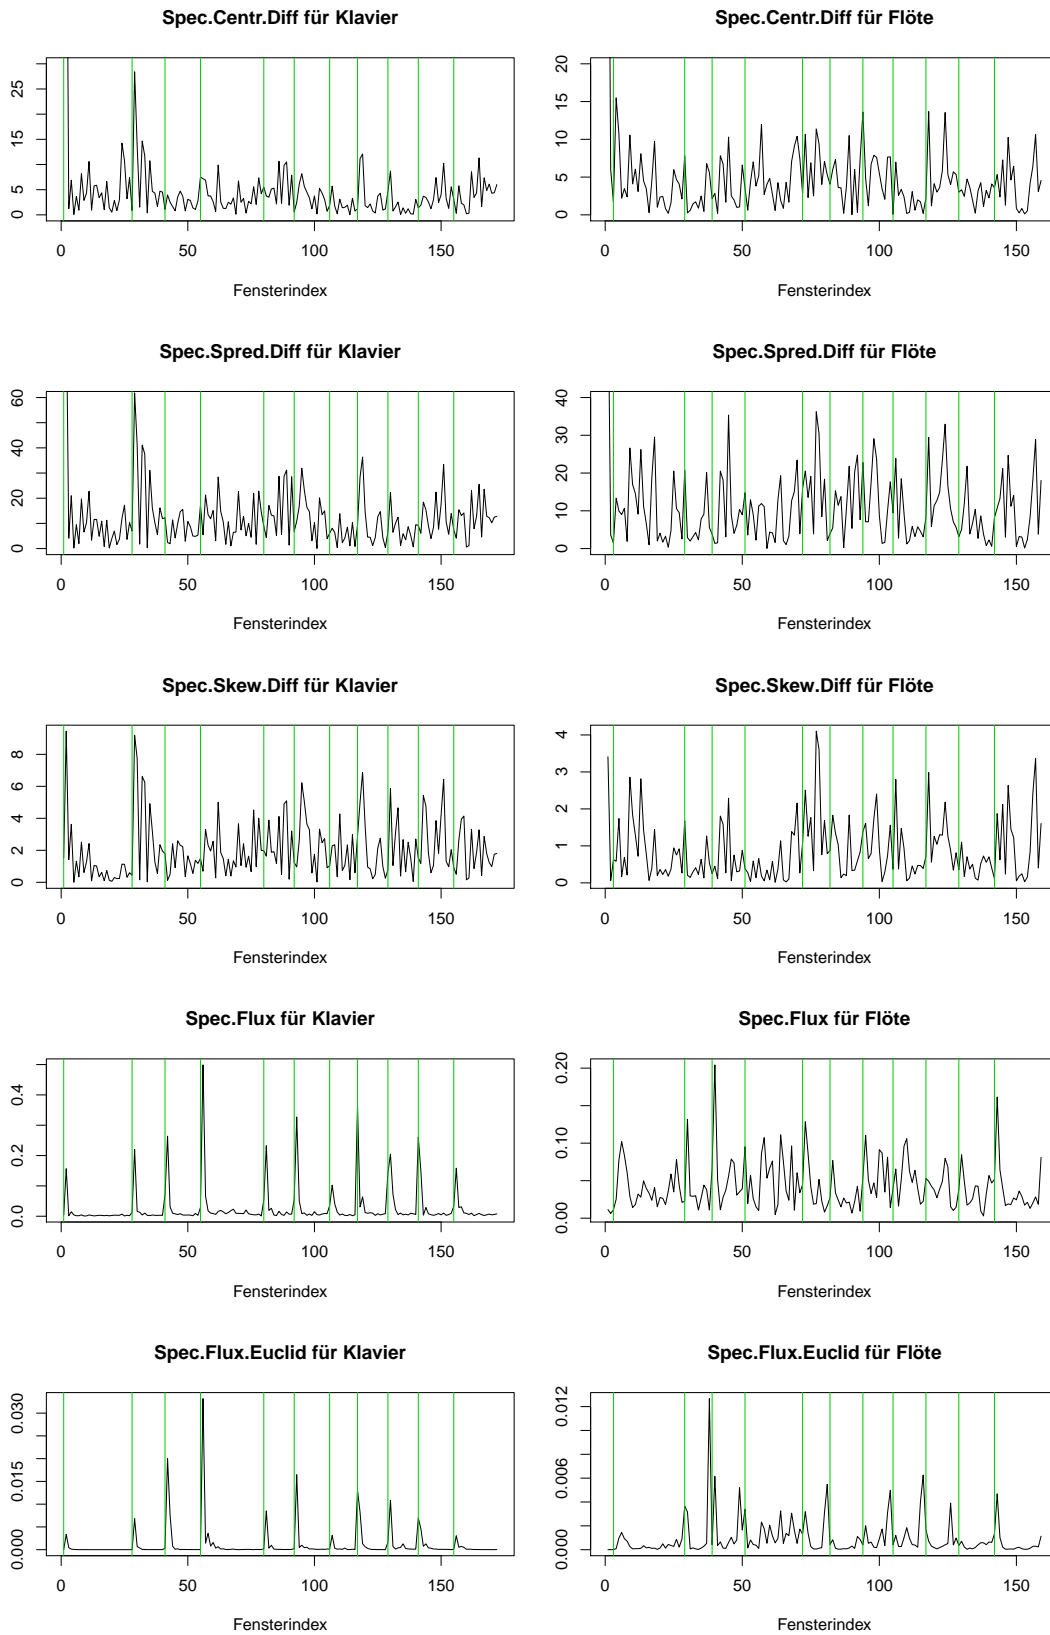 Spec.Centr.Diff für Klavier
Spec.Centr.Diff für Flöte
0 5 15 25
0 5 10 15 20
0 50 100 150
0 50 100 150
Fensterindex
Fensterindex
Spec.Spred.Diff für Klavier
Spec.Spred.Diff für Flöte
0 20 40 60
0 10 20 30 40
0 50 100 150
0 50 100 150
Fensterindex
Fensterindex
Spec.Skew.Diff für Klavier
Spec.Skew.Diff für Flöte
0 2 4 6 8
0 1 2 3 4
0 50 100 150
0 50 100 150
Fensterindex
Fensterindex
Spec.Flux für Klavier
Spec.Flux für Flöte
0.0 0.2 0.4
0.00 0.10 0.20
0 50 100 150
0 50 100 150
Fensterindex
Fensterindex
Spec.Flux.Euclid für Klavier
Spec.Flux.Euclid für Flöte
0.000 0.015 0.030
0.000 0.006 0.012
0 50 100 150
0 50 100 150
Fensterindex
Fensterindex